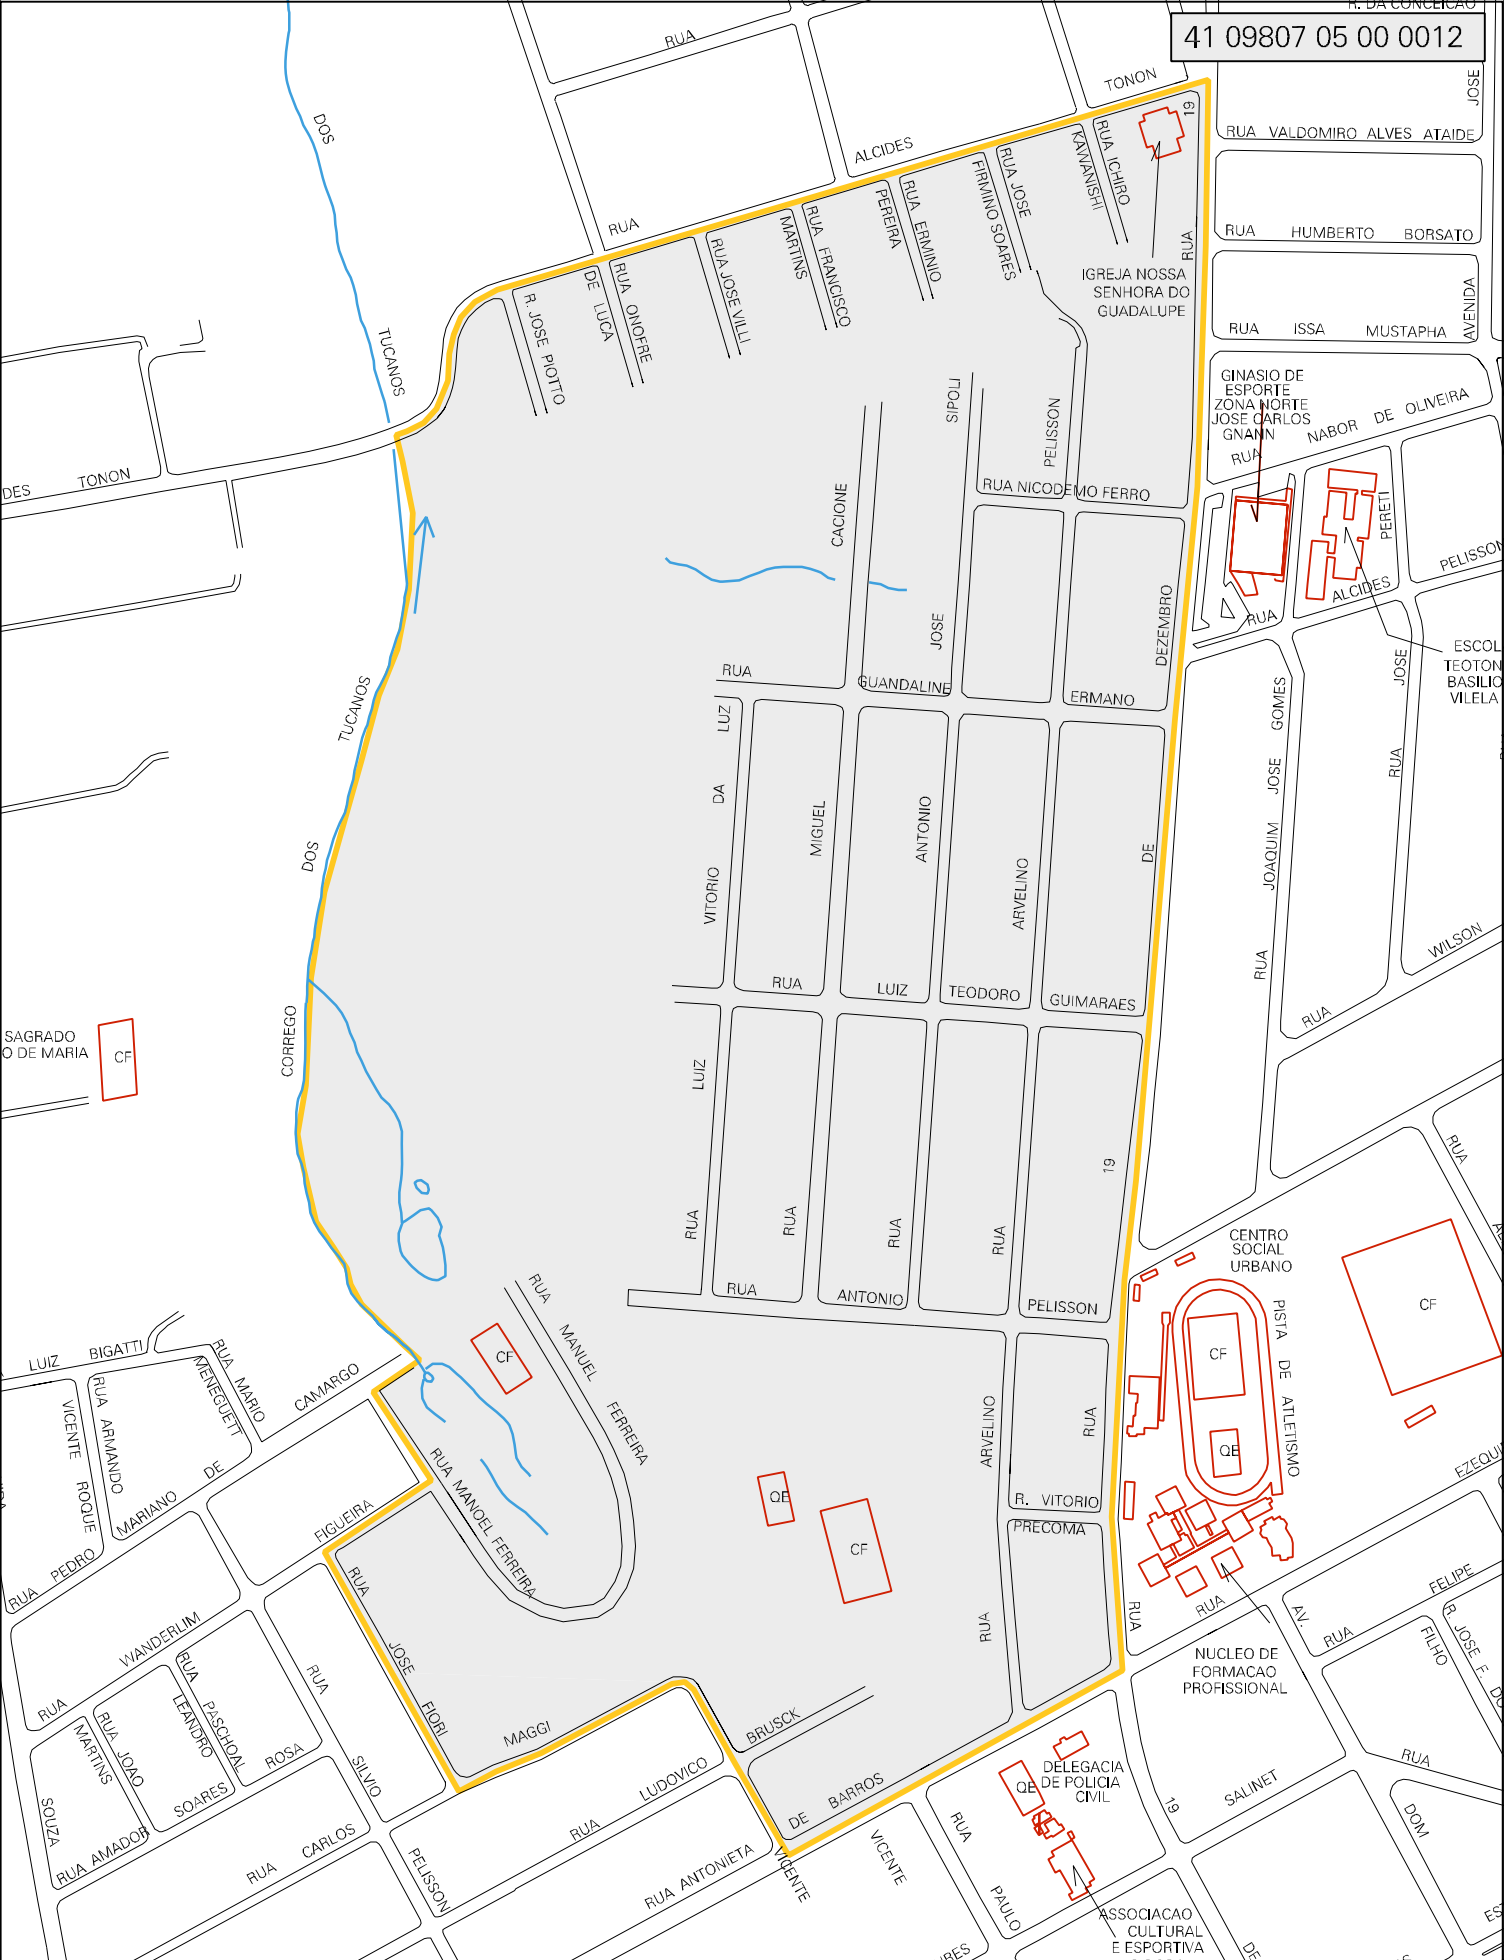 R. DA CONCEICAO
41 09807 05 00 0012
RUA
TONON
JOSE
DOS
19
RUA VALDOMIRO ALVES ATAIDE
ALCIDES
RUA ICHIRO
KAWANISHI
RUA JOSE
FIRMINO SOARES
RUA ERMINIO
PEREIRA
RUA FRANCISCO
MARTINS
RUA
RUA JOSE VILLI
RUA ONOFRE
DE LUCA
R. JOSE PIOTTO
RUA
RUA HUMBERTO BORSATO
IGREJA NOSSA
SENHORA DO
GUADALUPE
AVENIDA
RUA ISSA MUSTAPHA
TUCANOS
GINASIO DE
ESPORTE
ZONA NORTE
JOSE CARLOS
GNANN
RUA NABOR DE OLIVEIRA
SIPOLI
PELISSON
CACIONE
DES TONON
RUA NICODEMO FERRO
PERETI
PELISSON
ALCIDES
RUA
DEZEMBRO
JOSE
ESCOL
TEOTON
BASILIO
VILELA
JOSE
RUA
RUA
GUANDALINE
ERMANO
LUZ
DA
VITORIO
MIGUEL
ANTONIO
ARVELINO
DE
GOMES
JOSE
JOAQUIM
RUA
TUCANOS
DOS
CORREGO
WILSON
RUA
RUA LUIZ TEODORO GUIMARAES
SAGRADO
O DE MARIA
CF
LUIZ
RUA
RUA
RUA
RUA
19
RUA
CENTRO
SOCIAL
URBANO
RUA ANTONIO PELISSON
PISTA DE ATLETISMO
CF
CF
QE
RUA MANUEL FERREIRA
CF
LUIZ BIGATTI
RUA MARIO
MENEGUETT
CAMARGO
RUA ARMANDO
VICENTE ROQUE
DE
MARIANO
PEDRO
RUA
FIGUEIRA
RUA MANOEL FERREIRA
QE
CF
ARVELINO
RUA
RUA
R. VITORIO
PRECOMA
EZEQUI
RUA
RUA
NUCLEO DE
FORMACAO
PROFISSIONAL
AV.
RUA FELIPE
FILHO
R. JOSE F. DO
RUA WANDERLIM
RUA JOSE FIORI
MAGGI
BRUSCK
RUA PASCHOAL
LEANDRO
RUA JOAO
MARTINS
RUA SILVIO
PELISSON
ROSA
SOARES
RUA AMADOR
SOUZA
RUA CARLOS
RUA LUDOVICO
DE BARROS
RUA ANTONIETA
VICENTE
VICENTE
DELEGACIA
DE POLICIA
CIVIL
QE
RUA PAULO
19
DE
SALINET
RUA
DOM
ASSOCIACAO
CULTURAL
E ESPORTIVA
RES
ES